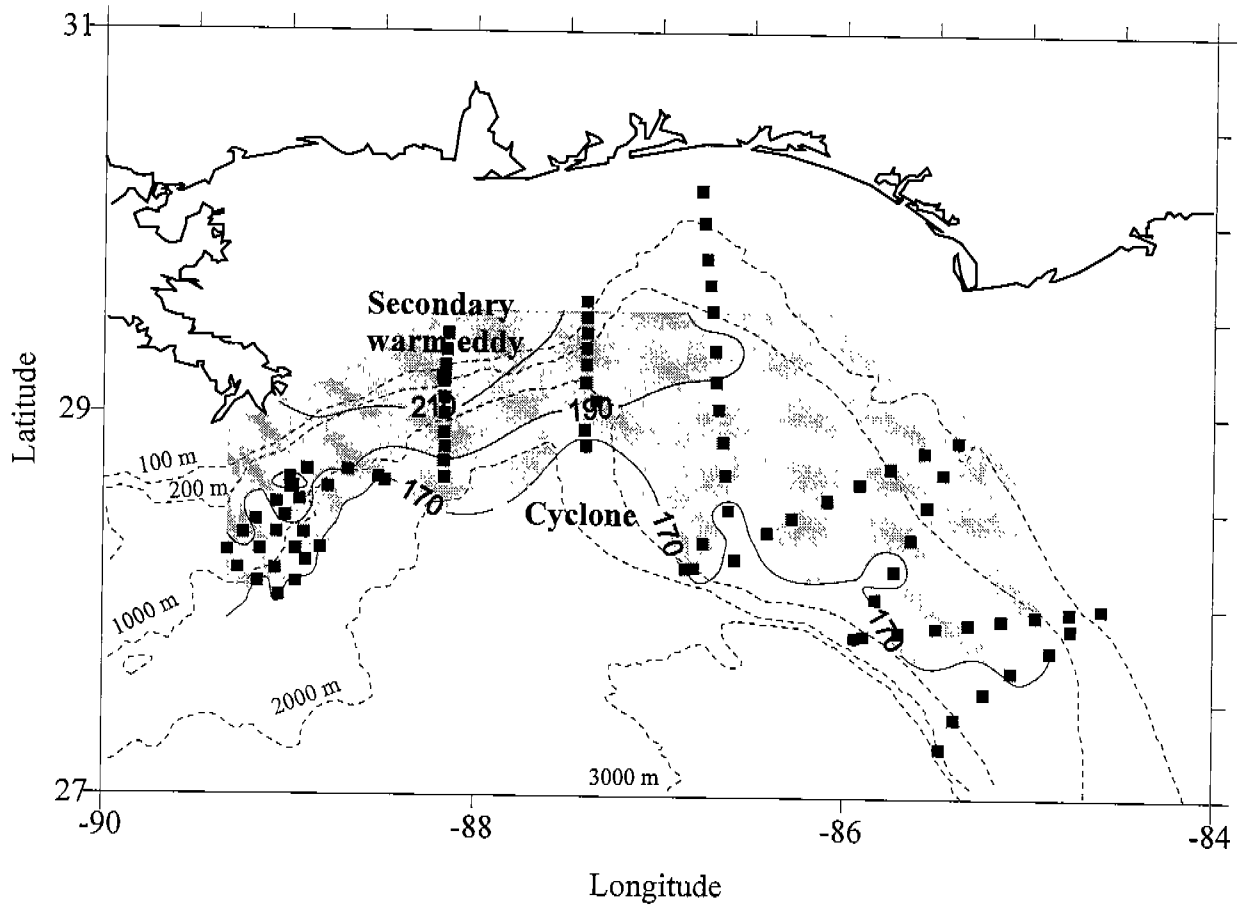 31
Secondary
warm eddy
29
210
190
Latitude
100 m
200 m
170
Cyclone
170
1000 m
170
2000 m
3000 m
27
-90
-88
-86
-84
Longitude